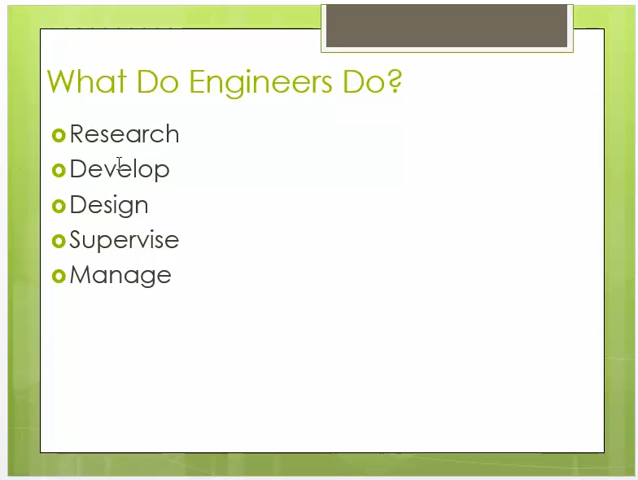 What Do Engineers Do?
Research
Develop
Design
Supervise
Manage